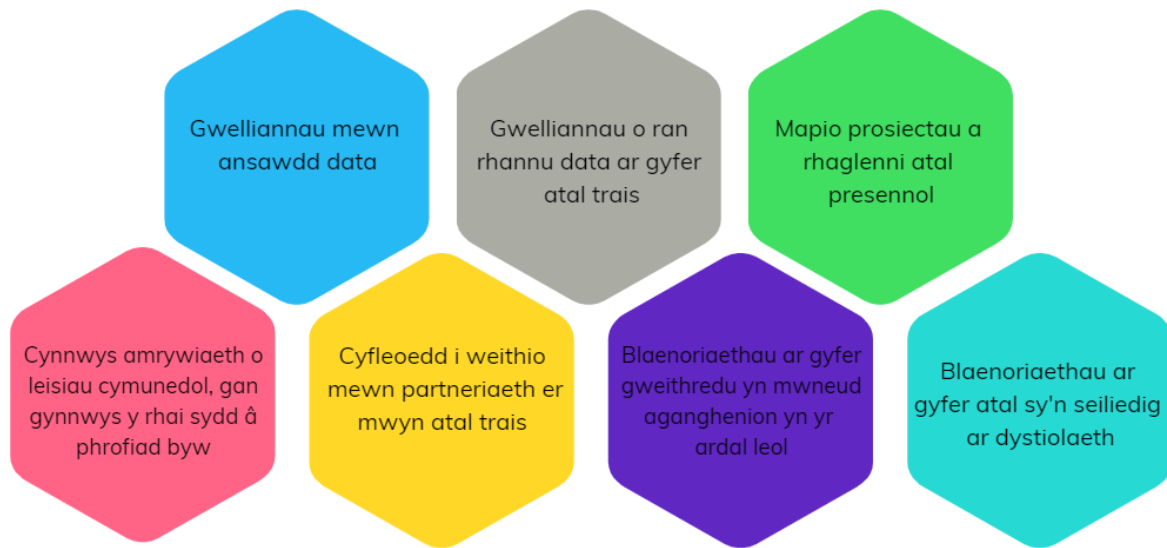 Gwelliannau mewn
ansawdd data
Gwelliannau o ran
rhannu data ar gyfer
atal trais
Mapio prosiectau a
rhaglenni atal
presennol
Cynnwys amrywiaeth o
leisiau cymunedol, gan
gynnwys y rhai sydd â
phrofiad byw
Cyfleoedd i weithio
mewn partneriaeth er
mwyn atal trais
Blaenoriaethau ar gyfer
gweithredu yn mwneud
aganghenion yn yr
ardal leol
Blaenoriaethau ar
gyfer atal sy'n seiliedig
ar dystiolaeth